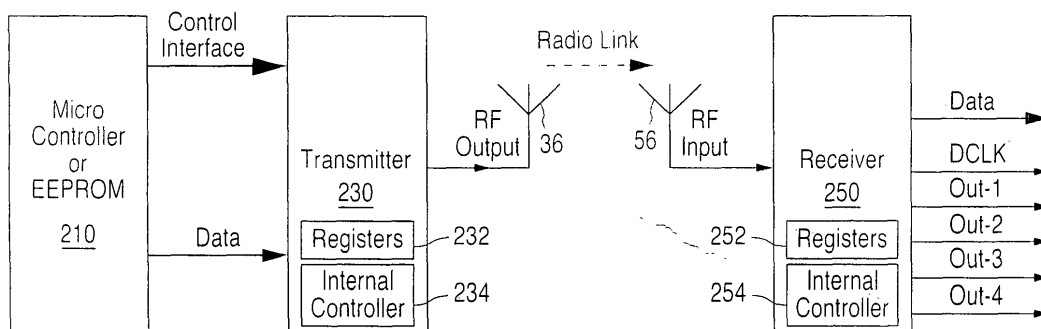 Control
Interface
Micro
Controller
or
EEPROM
210
Data
Transmitter
230
Registers
232
Internal
Controller
234
RF
Output
36
Radio Link
56
RF
Input
Receiver
250
252
Registers
254
Internal
Controller
Data
DCLK
Out-1
Out-2
Out-3
Out-4